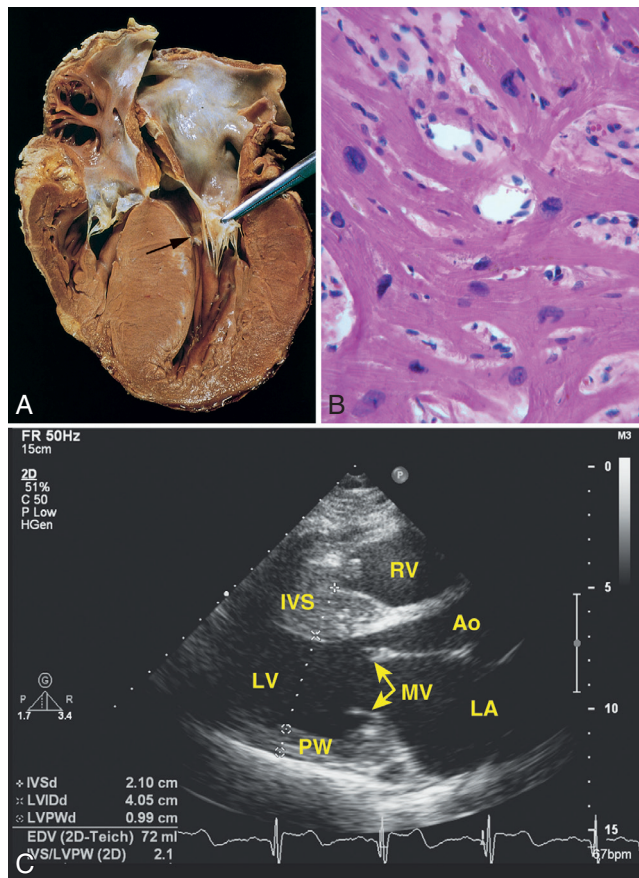 A
B
FR 50Hz
15cm
2D
51%
C 50
P Low
HGen
M3
P
0
5
10
15
RV
IVS
Ao
LV
MV
LA
PW
G
P R
1.7 3.4
IVSd 2.10 cm
LVIDd 4.05 cm
LVPWd 0.99 cm
EDV (2D-Teich) 72 ml
IVS/LVPW (2D) 2.1
C
67bpm